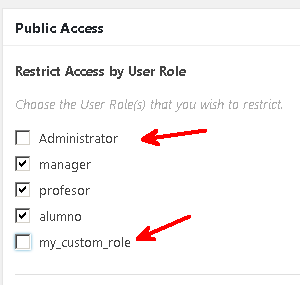 Public Access
Restrict Access by User Role
Choose the User Role(s) that you wish to restrict.
Administrator
manager
profesor
alumno
my_custom_role